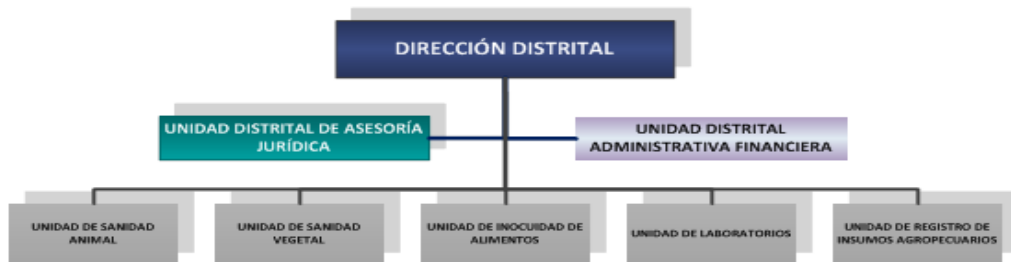 DIRECCIÓN DISTRITAL
UNIDAD DISTRITAL DE ASESORÍA
JURÍDICA
UNIDAD DISTRITAL
ADMINISTRATIVA FINANCIERA
UNIDAD DE SANIDAD
ANIMAL
UNIDAD DE SANIDAD
VEGETAL
UNIDAD DE INOCUIDAD DE
ALIMENTOS
UNIDAD DE LABORATORIOS
UNIDAD DE REGISTRO DE
INSUMOS AGROPECUARIOS